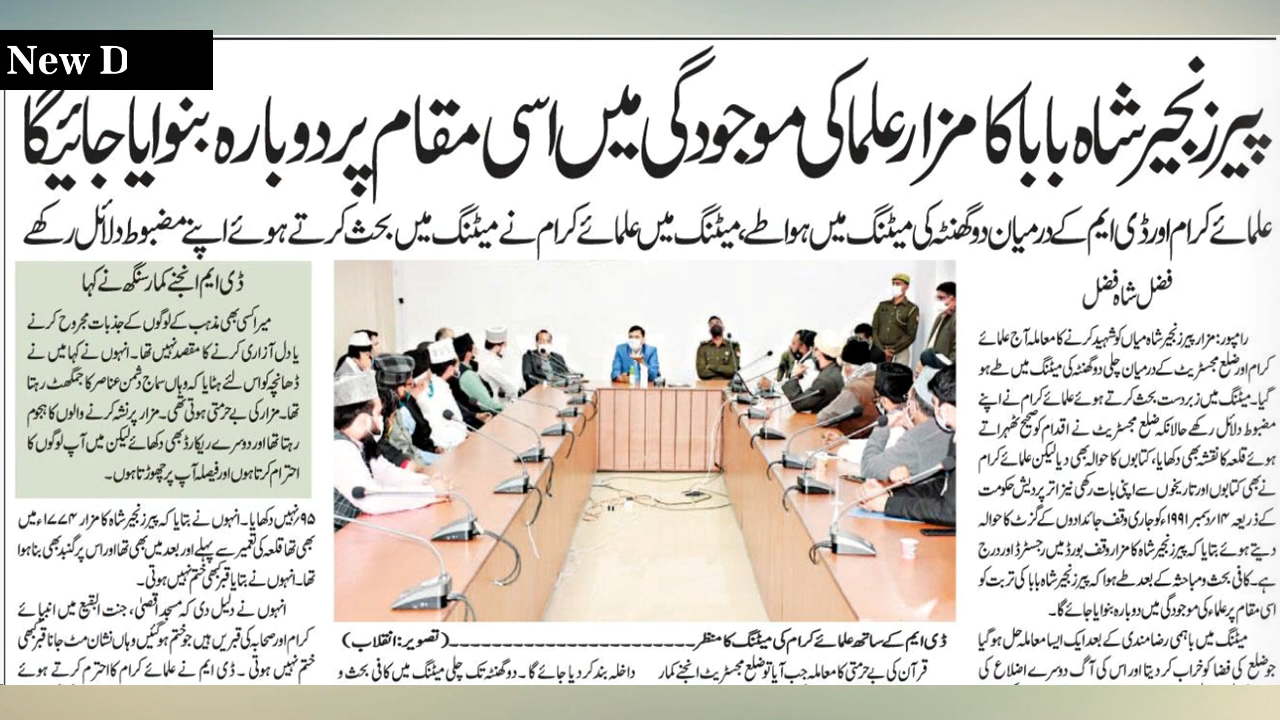 New D
پیر زنجیر شاہ بابا کا مزار علما کی موجودگی میں اسی مقام پر دوبارہ بنوایا جائیگا
علمائے کرام اور ڈی ایم کے درمیان دو گھنٹہ کی میٹنگ میں ہوا طے، میٹنگ میں علمائے کرام نے میٹنگ میں بحث کرتے ہوئے اپنے مضبوط دلائل رکھے
فضل شاہ فضل
رامپور: مزار پیر زنجیر شاہ میاں کو شہید کرنے کا معاملہ آج علمائے
کرام اور ضلع مجسٹریٹ کے درمیان چلی دو گھنٹہ کی میٹنگ میں طے ہو
گیا۔ میٹنگ میں زبردست بحث کرتے ہوئے علمائے کرام نے اپنے
مضبوط دلائل رکھے حالانکہ ضلع مجسٹریٹ نے اقدام کو صحیح ٹھہراتے
ہوئے قلعہ کا نقشہ بھی دکھایا، کتابوں کا حوالہ بھی دیا لیکن علمائے کرام
نے بھی کتابوں اور تاریخوں سے اپنی بات رکھی نیز اتر پردیش حکومت
کے ذریعہ ۱۴؍ دسمبر ۱۹۹۱ء کو جاری وقف جائدادوں کے گزٹ کا حوالہ
دیتے ہوئے بتایا کہ پیر زنجیر شاہ کا مزار وقف بورڈ میں رجسٹرڈ اور درج
ہے۔ کافی بحث و مباحثہ کے بعد طے ہوا کہ پیر زنجیر شاہ بابا کی تربت کو
اسی مقام پر علماء کی موجودگی میں دوبارہ بنوایا جائے گا۔
میٹنگ میں باہمی رضامندی کے بعد ایک ایسا معاملہ حل ہو گیا
جو ضلع کی فضا کو خراب کر دیتا اور اس کی آگ دوسرے اضلاع کی
ڈی ایم کے ساتھ علمائے کرام کی میٹنگ کا منظر (تصویر: انقلاب)
قرآن کی بے حرمتی کا معاملہ جب آیا تو ضلع مجسٹریٹ انجنے کمار
داخلہ بند کر دیا جائے گا۔ دو گھنٹہ تک چلی میٹنگ میں کافی بحث و
ڈی ایم انجنے کمار سنگھ نے کہا
میرا کسی بھی مذہب کے لوگوں کے جذبات مجروح کرنے
یا دل آزاری کرنے کا مقصد نہیں تھا۔ انہوں نے کہا میں نے
ڈھانچہ کو اس لئے ہٹایا کہ وہاں سماج دشمن عناصر کا جمگھٹ رہتا
تھا۔ مزار کی بے حرمتی ہوتی تھی۔ مزار پر نشہ کرنے والوں کا ہجوم
رہتا تھا اور دوسرے ریکارڈ بھی دکھائے لیکن میں آپ لوگوں کا
احترام کرتا ہوں اور فیصلہ آپ پر چھوڑتا ہوں۔
۹۵ نہیں دکھایا۔ انہوں نے بتایا کہ پیر زنجیر شاہ کا مزار ۱۷۷۴ء میں
بھی تھا قلعہ کی تعمیر سے پہلے اور بعد میں بھی تھا اور اس پر گنبد بھی بنا ہوا
تھا۔ انہوں نے بتایا قبر کبھی ختم نہیں ہوتی۔
انہوں نے دلیل دی کہ مسجد اقصیٰ، جنت البقیع میں انبیائے
کرام اور صحابہ کی قبریں ہیں جو ختم ہو گئیں وہاں نشان مٹ جانا قبر بھی
ختم نہیں ہوتی۔ ڈی ایم نے علمائے کرام کا احترام کرتے ہوئے